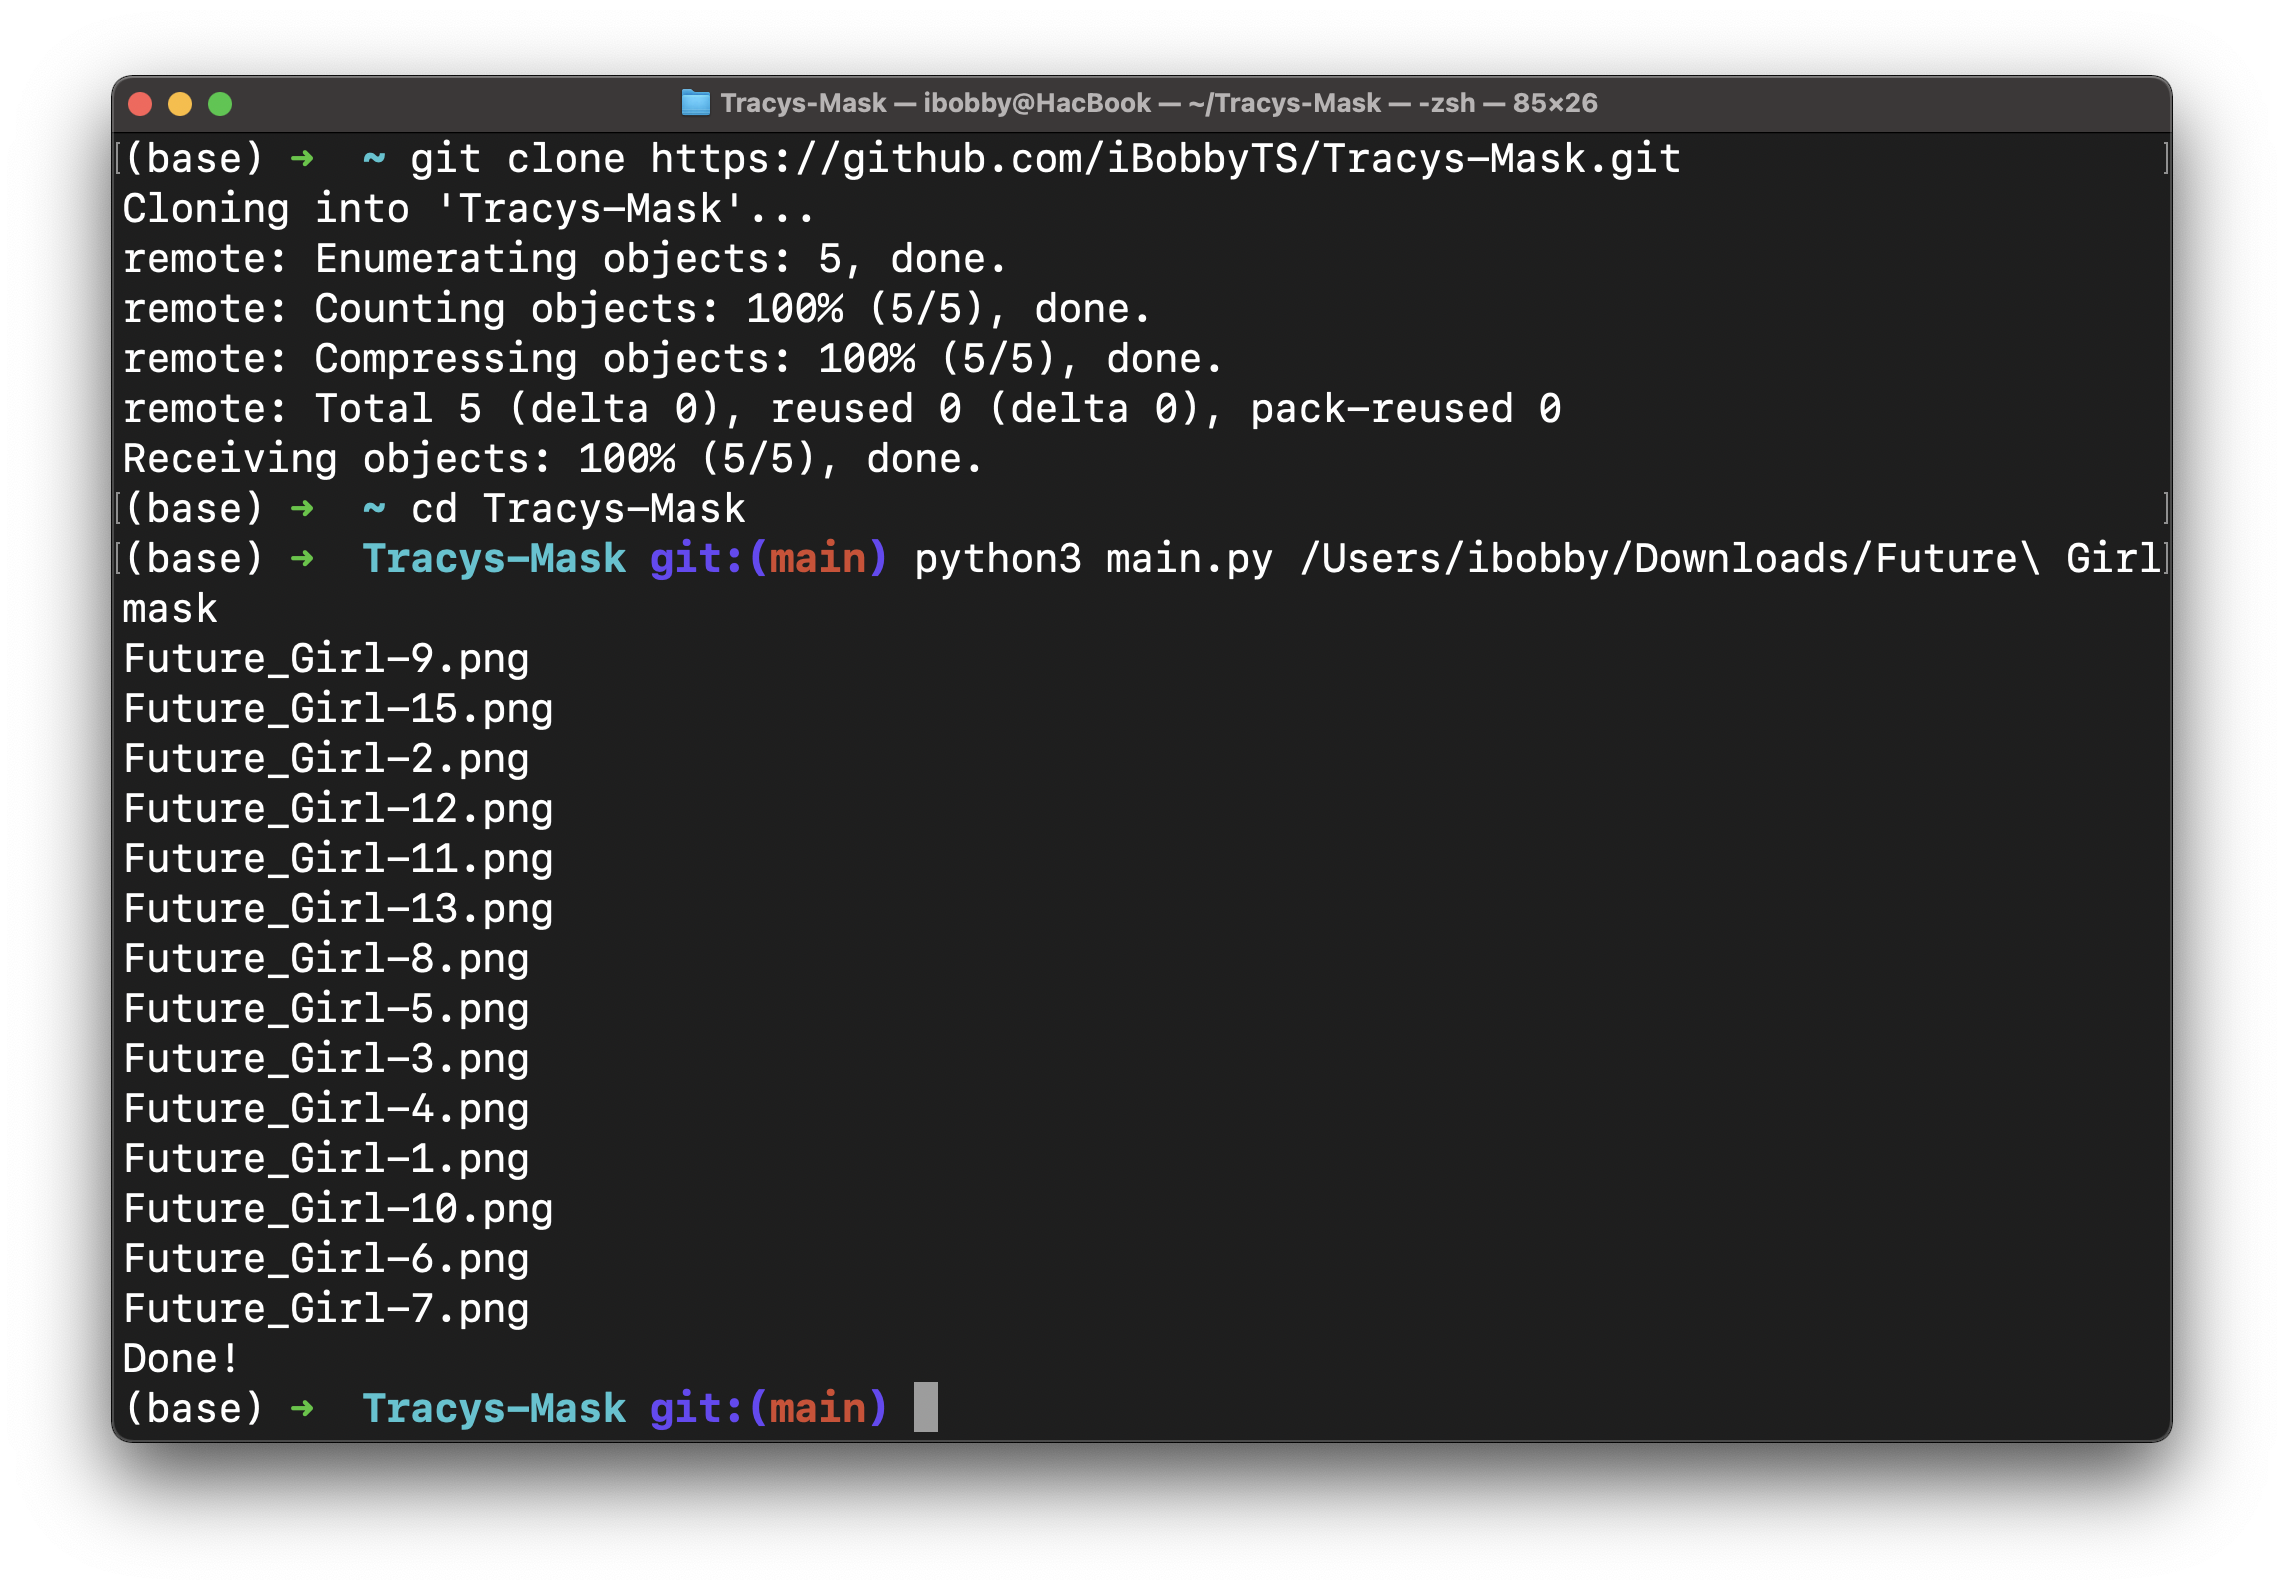 Tracys-Mask — ibobby@HacBook — ~/Tracys-Mask — -zsh — 85×26
[(base) ➜  ~ git clone https://github.com/iBobbyTS/Tracys-Mask.git ]
Cloning into 'Tracys-Mask'...
remote: Enumerating objects: 5, done.
remote: Counting objects: 100% (5/5), done.
remote: Compressing objects: 100% (5/5), done.
remote: Total 5 (delta 0), reused 0 (delta 0), pack-reused 0
Receiving objects: 100% (5/5), done.
[(base) ➜  ~ cd Tracys-Mask ]
[(base) ➜  Tracys-Mask git:(main) python3 main.py /Users/ibobby/Downloads/Future\ Girl]
mask
Future_Girl-9.png
Future_Girl-15.png
Future_Girl-2.png
Future_Girl-12.png
Future_Girl-11.png
Future_Girl-13.png
Future_Girl-8.png
Future_Girl-5.png
Future_Girl-3.png
Future_Girl-4.png
Future_Girl-1.png
Future_Girl-10.png
Future_Girl-6.png
Future_Girl-7.png
Done!
(base) ➜  Tracys-Mask git:(main)